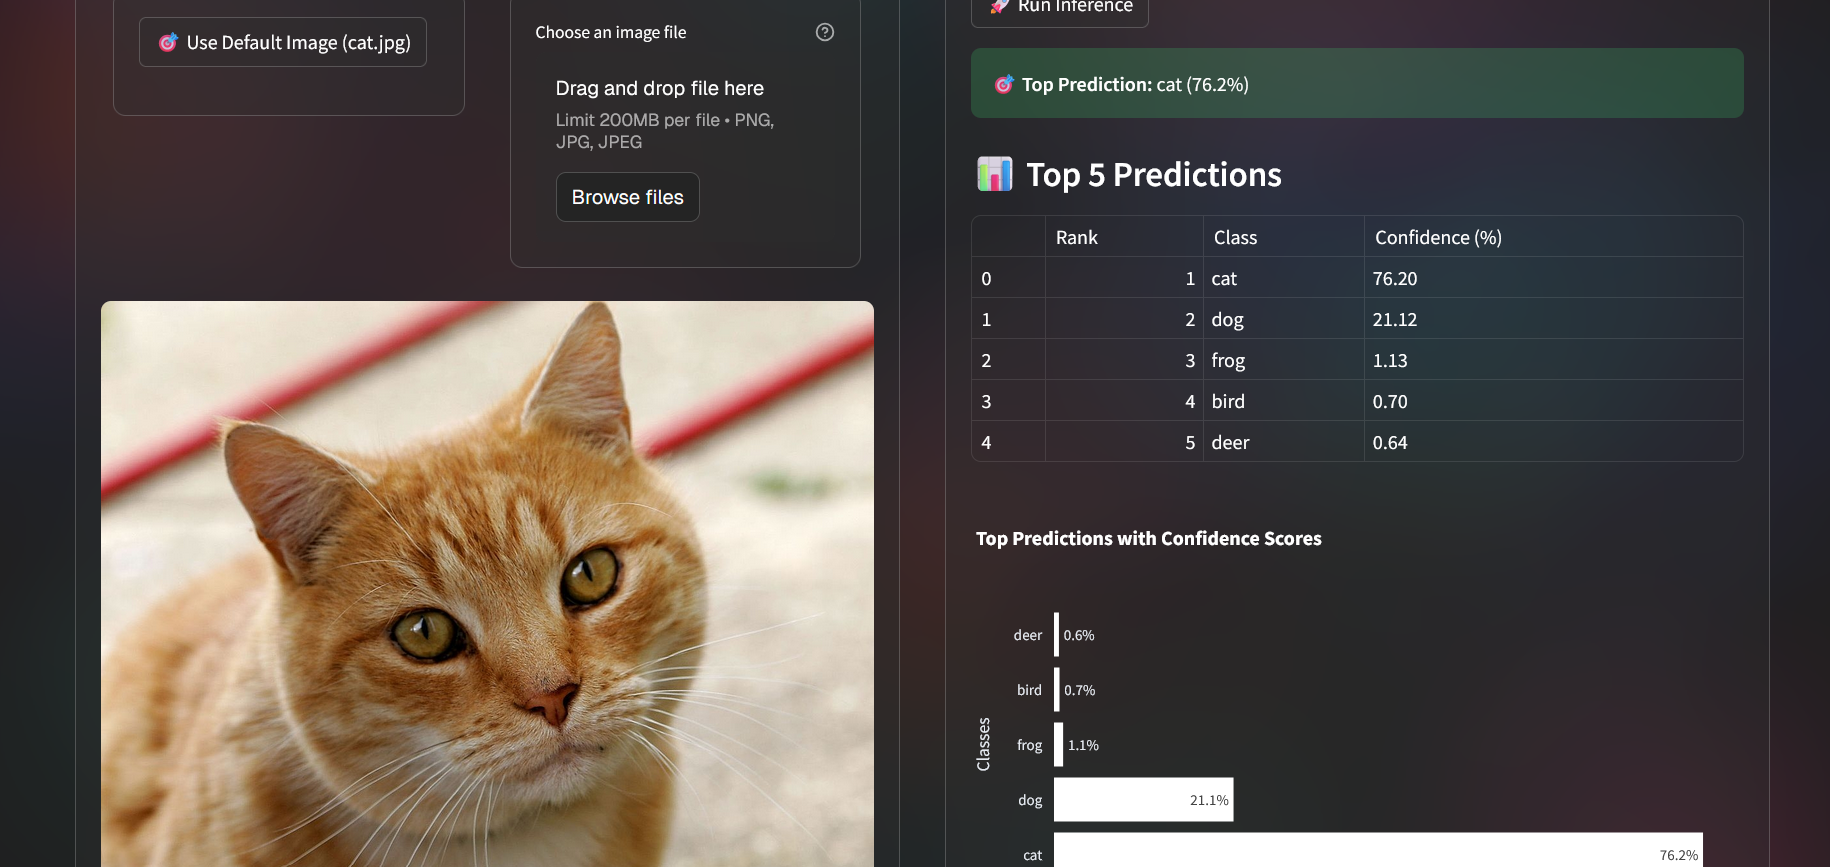 Use Default Image (cat.jpg)
Choose an image file
Drag and drop file here
Limit 200MB per file • PNG,
JPG, JPEG
Browse files
Run Inference
Top Prediction: cat (76.2%)
Top 5 Predictions
Rank Class Confidence (%)
0 1 cat 76.20
1 2 dog 21.12
2 3 frog 1.13
3 4 bird 0.70
4 5 deer 0.64
Top Predictions with Confidence Scores
Classes
deer 0.6%
bird 0.7%
frog 1.1%
dog 21.1%
cat 76.2%